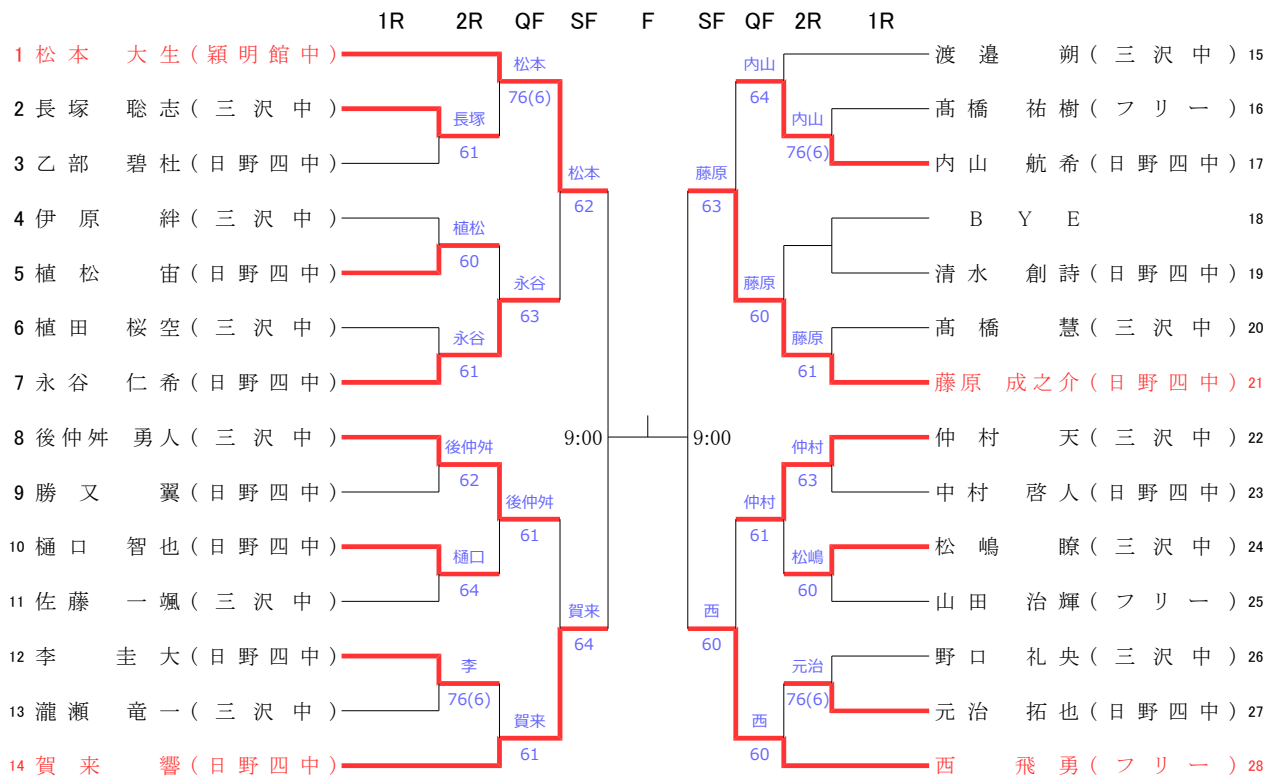 1R 2R QF SF F SF QF 2R 1R
1 松本 大生(穎明館中)
2 長塚 聡志(三沢中)
3 乙部 碧杜(日野四中)
4 伊原 絆(三沢中)
5 植松 宙(日野四中)
6 植田 桜空(三沢中)
7 永谷 仁希(日野四中)
8 後仲舛 勇人(三沢中)
9 勝又 翼(日野四中)
10 樋口 智也(日野四中)
11 佐藤 一颯(三沢中)
12 李 圭大(日野四中)
13 瀧瀬 竜一(三沢中)
14 賀来 響(日野四中)
長塚
61
植松
60
永谷
61
後仲舛
62
樋口
64
李
76(6)
松本
76(6)
永谷
63
後仲舛
61
賀来
61
松本
62
賀来
64
9:00
9:00
藤原
63
西
60
内山
64
藤原
60
仲村
61
西
60
内山
76(6)
藤原
61
仲村
63
松嶋
60
元治
76(6)
渡邉 朔(三沢中) 15
髙橋 祐樹(フリー) 16
内山 航希(日野四中) 17
BYE 18
清水 創詩(日野四中) 19
髙橋 慧(三沢中) 20
藤原 成之介(日野四中) 21
仲村 天(三沢中) 22
中村 啓人(日野四中) 23
松嶋 瞭(三沢中) 24
山田 治輝(フリー) 25
野口 礼央(三沢中) 26
元治 拓也(日野四中) 27
西 飛勇(フリー) 28